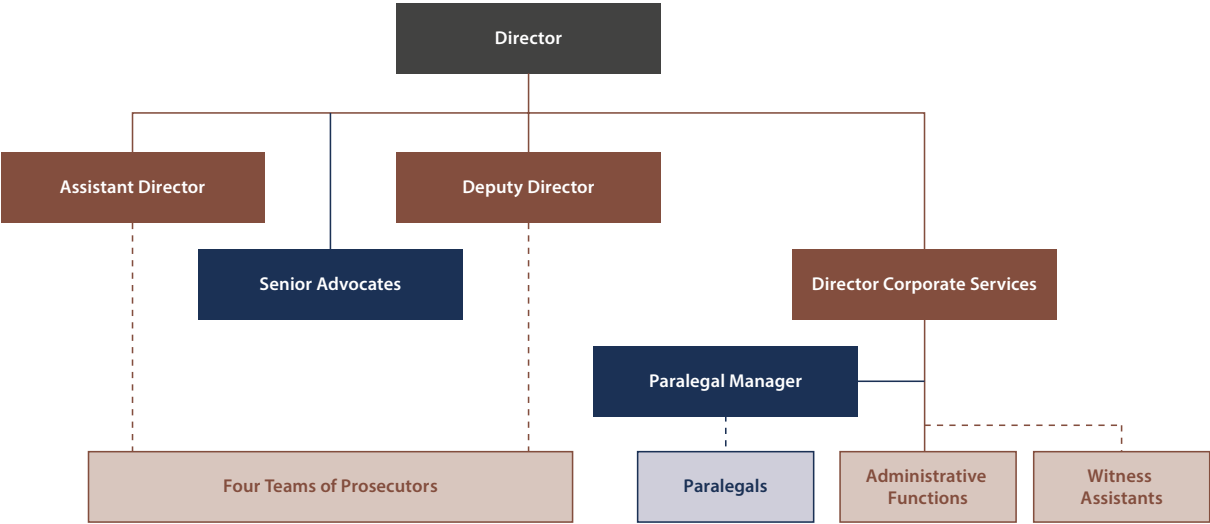 Director
Assistant Director
Deputy Director
Senior Advocates
Director Corporate Services
Paralegal Manager
Four Teams of Prosecutors
Paralegals
Administrative
Functions
Witness
Assistants